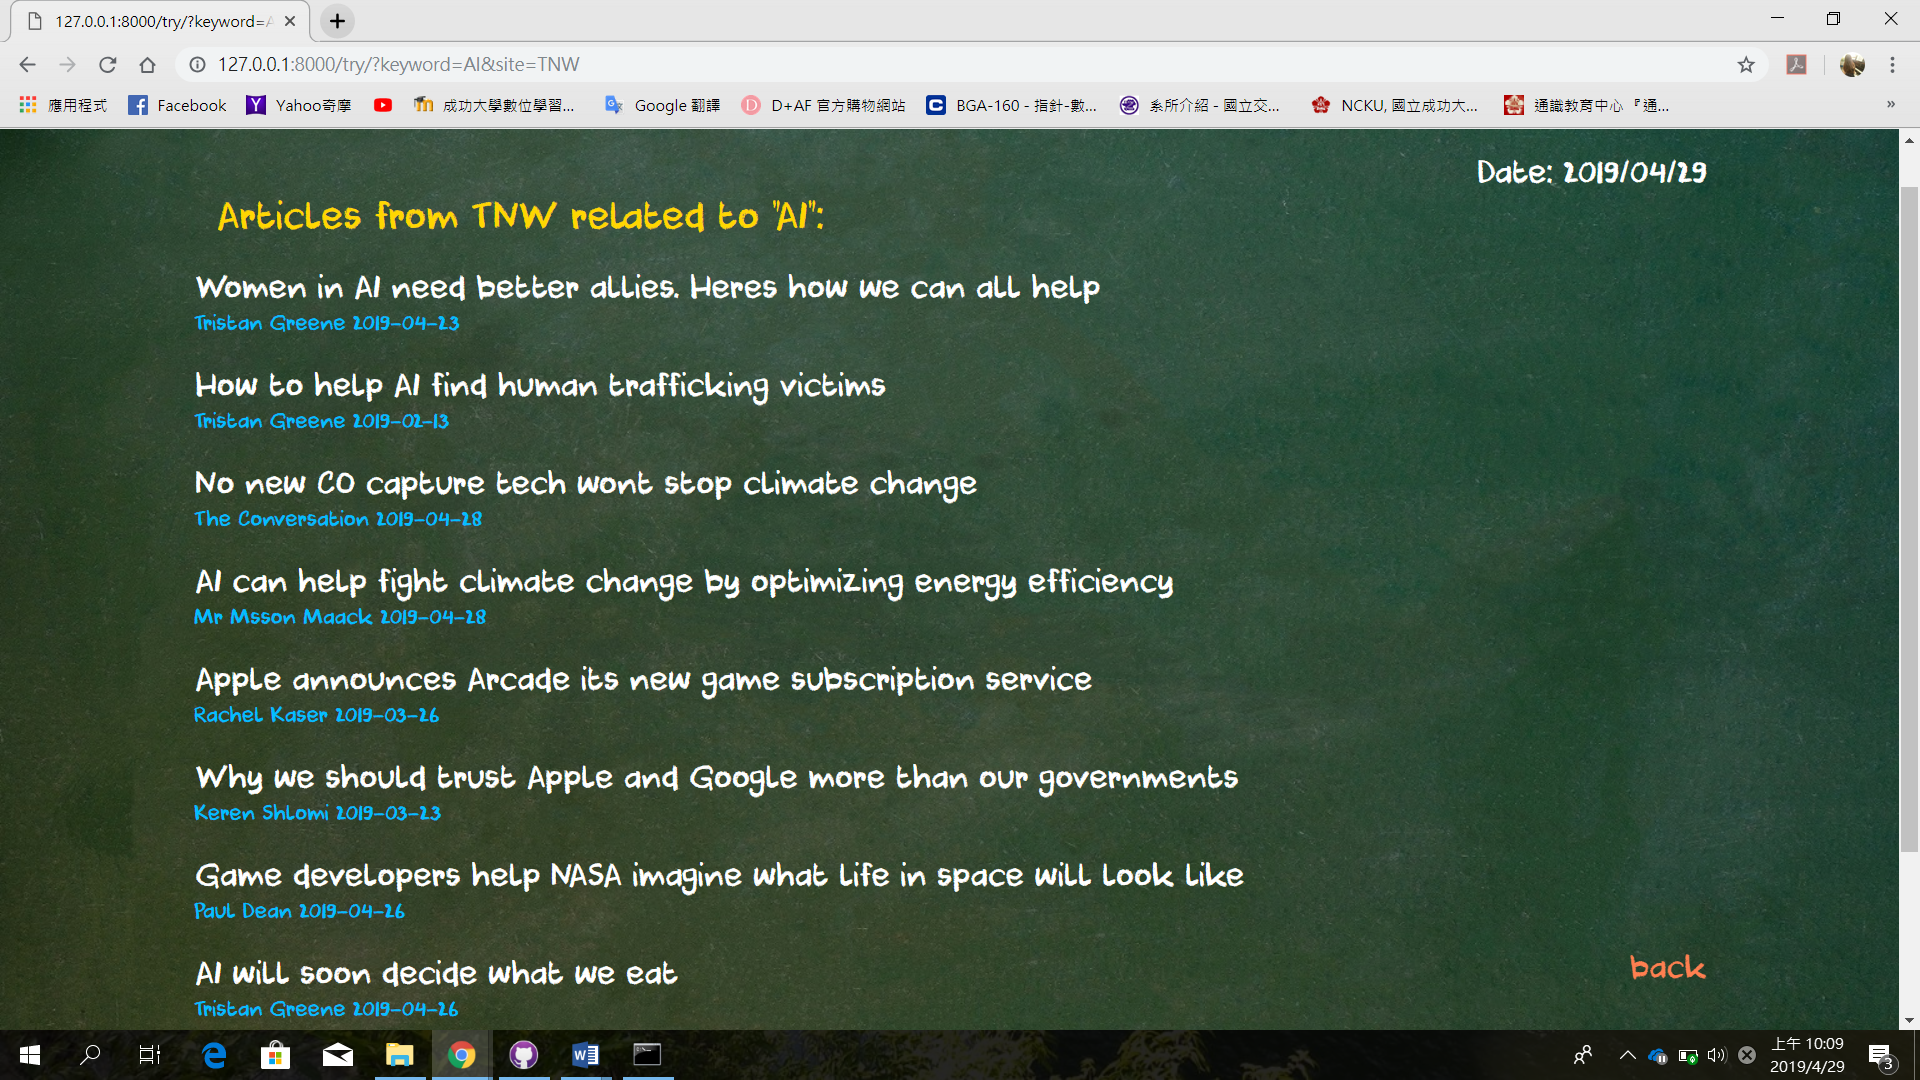 127.0.0.1:8000/try/?keyword=A
127.0.0.1:8000/try/?keyword=AI&site=TNW
應用程式 Facebook Yahoo奇摩 成功大學數位學習... Google 翻譯 D+AF 官方購物網站 BGA-160 - 指針-數... 系所介紹 - 國立交... NCKU, 國立成功大... 通識教育中心『通... »
Date: 2019/04/29
Articles from TNW related to "AI":
Women in AI need better allies. Heres how we can all help
Tristan Greene 2019-04-23
How to help AI find human trafficking victims
Tristan Greene 2019-02-13
No new CO capture tech wont stop climate change
The Conversation 2019-04-28
AI can help fight climate change by optimizing energy efficiency
Mr Msson Maack 2019-04-28
Apple announces Arcade its new game subscription service
Rachel Kaser 2019-03-26
Why we should trust Apple and Google more than our governments
Keren Shlomi 2019-03-23
Game developers help NASA imagine what life in space will look like
Paul Dean 2019-04-26
AI will soon decide what we eat
Tristan Greene 2019-04-26
back
上午 10:09
2019/4/29
3